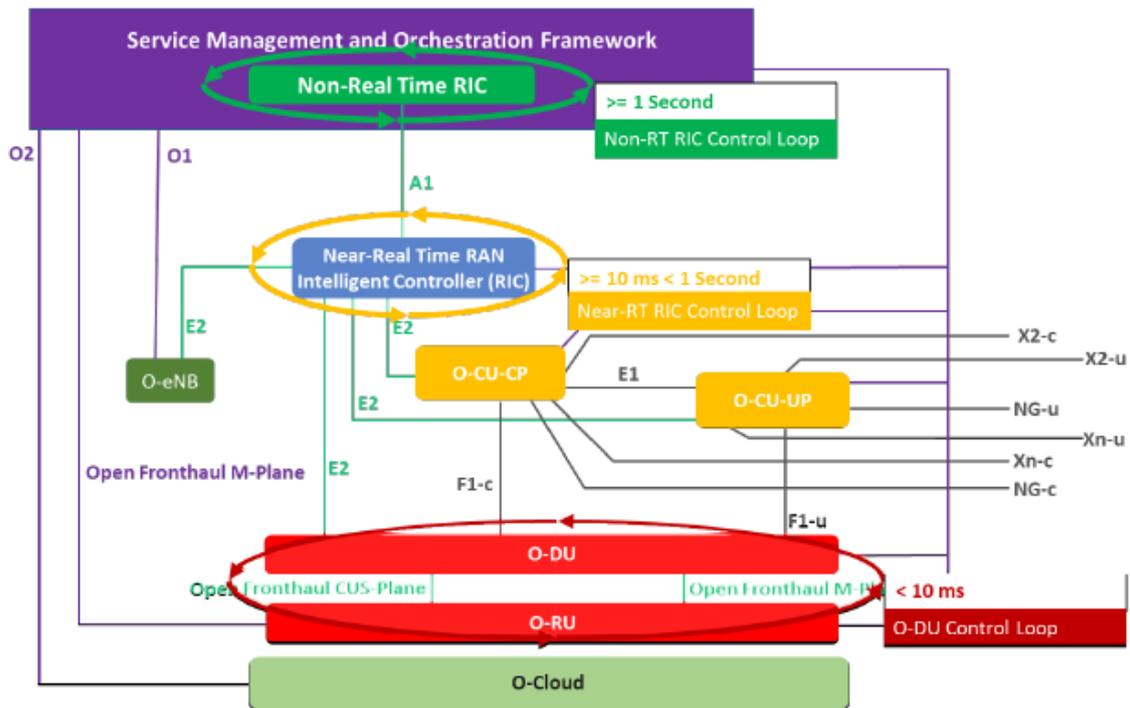 Service Management and Orchestration Framework
Non-Real Time RIC
>= 1 Second
Non-RT RIC Control Loop
O2
O1
A1
Near-Real Time RAN
Intelligent Controller (RIC)
>= 10 ms < 1 Second
Near-RT RIC Control Loop
E2
E2
X2-c
X2-u
O-eNB
O-CU-CP
E1
O-CU-UP
E2
NG-u
Xn-u
Open Fronthaul M-Plane
E2
Xn-c
F1-c
NG-c
F1-u
O-DU
Open Fronthaul CUS-Plane
Open Fronthaul M-Pl
< 10 ms
O-RU
O-DU Control Loop
O-Cloud